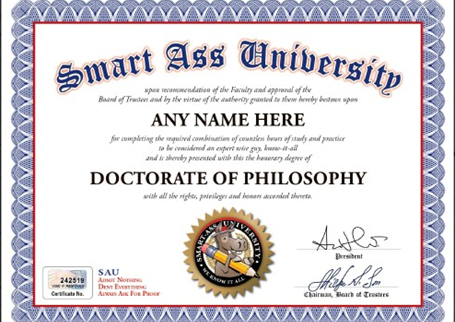 Smart Ass University
upon recommendation of the Faculty and approval of the
Board of Trustees and by the virtue of the authority granted to them hereby bestows upon
ANY NAME HERE
for completing the required combination of countless hours of study and practice
to be considered an expert wise guy, know-it-all
and is hereby presented with this the honorary degree of
DOCTORATE OF PHILOSOPHY
with all the rights, privileges and honors accorded thereto.
SMART-ASS UNIVERSITY
WE KNOW IT ALL
President
Chairman, Board of Trustees
242519
Certificate No.
SAU
Admit Nothing
Deny Everything
Always Ask For Proof